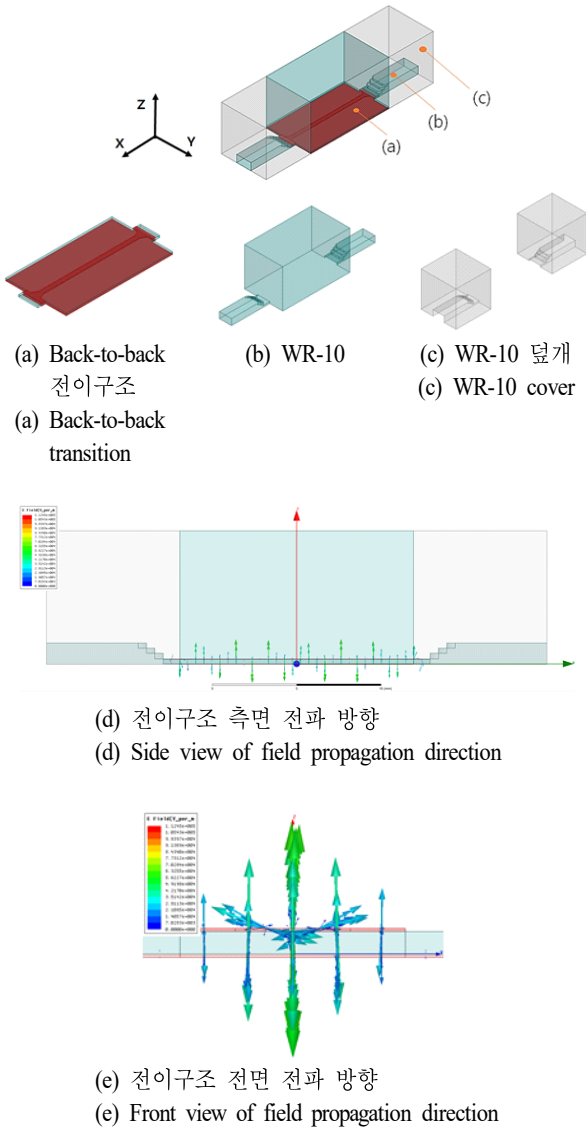 Z
X
Y
(c)
(b)
(a)
(a) Back-to-back
전이구조
(a) Back-to-back
transition
(b) WR-10
(c) WR-10 덮개
(c) WR-10 cover
(d) 전이구조 측면 전파 방향
(d) Side view of field propagation direction
(e) 전이구조 전면 전파 방향
(e) Front view of field propagation direction